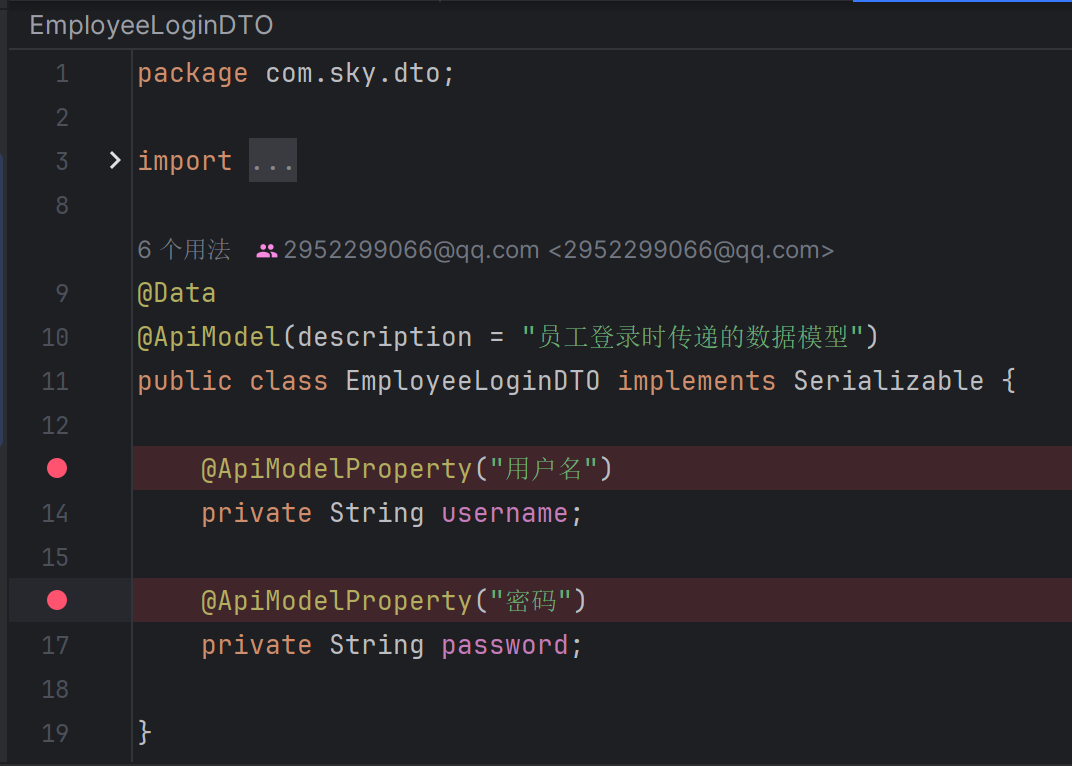 EmployeeLoginDTO
1 package com.sky.dto;
2
3 import ...
8
6 个用法 2952299066@qq.com <2952299066@qq.com>
9 @Data
10 @ApiModel(description = "员工登录时传递的数据模型")
11 public class EmployeeLoginDTO implements Serializable {
12
@ApiModelProperty("用户名")
14 private String username;
15
@ApiModelProperty("密码")
17 private String password;
18
19 }